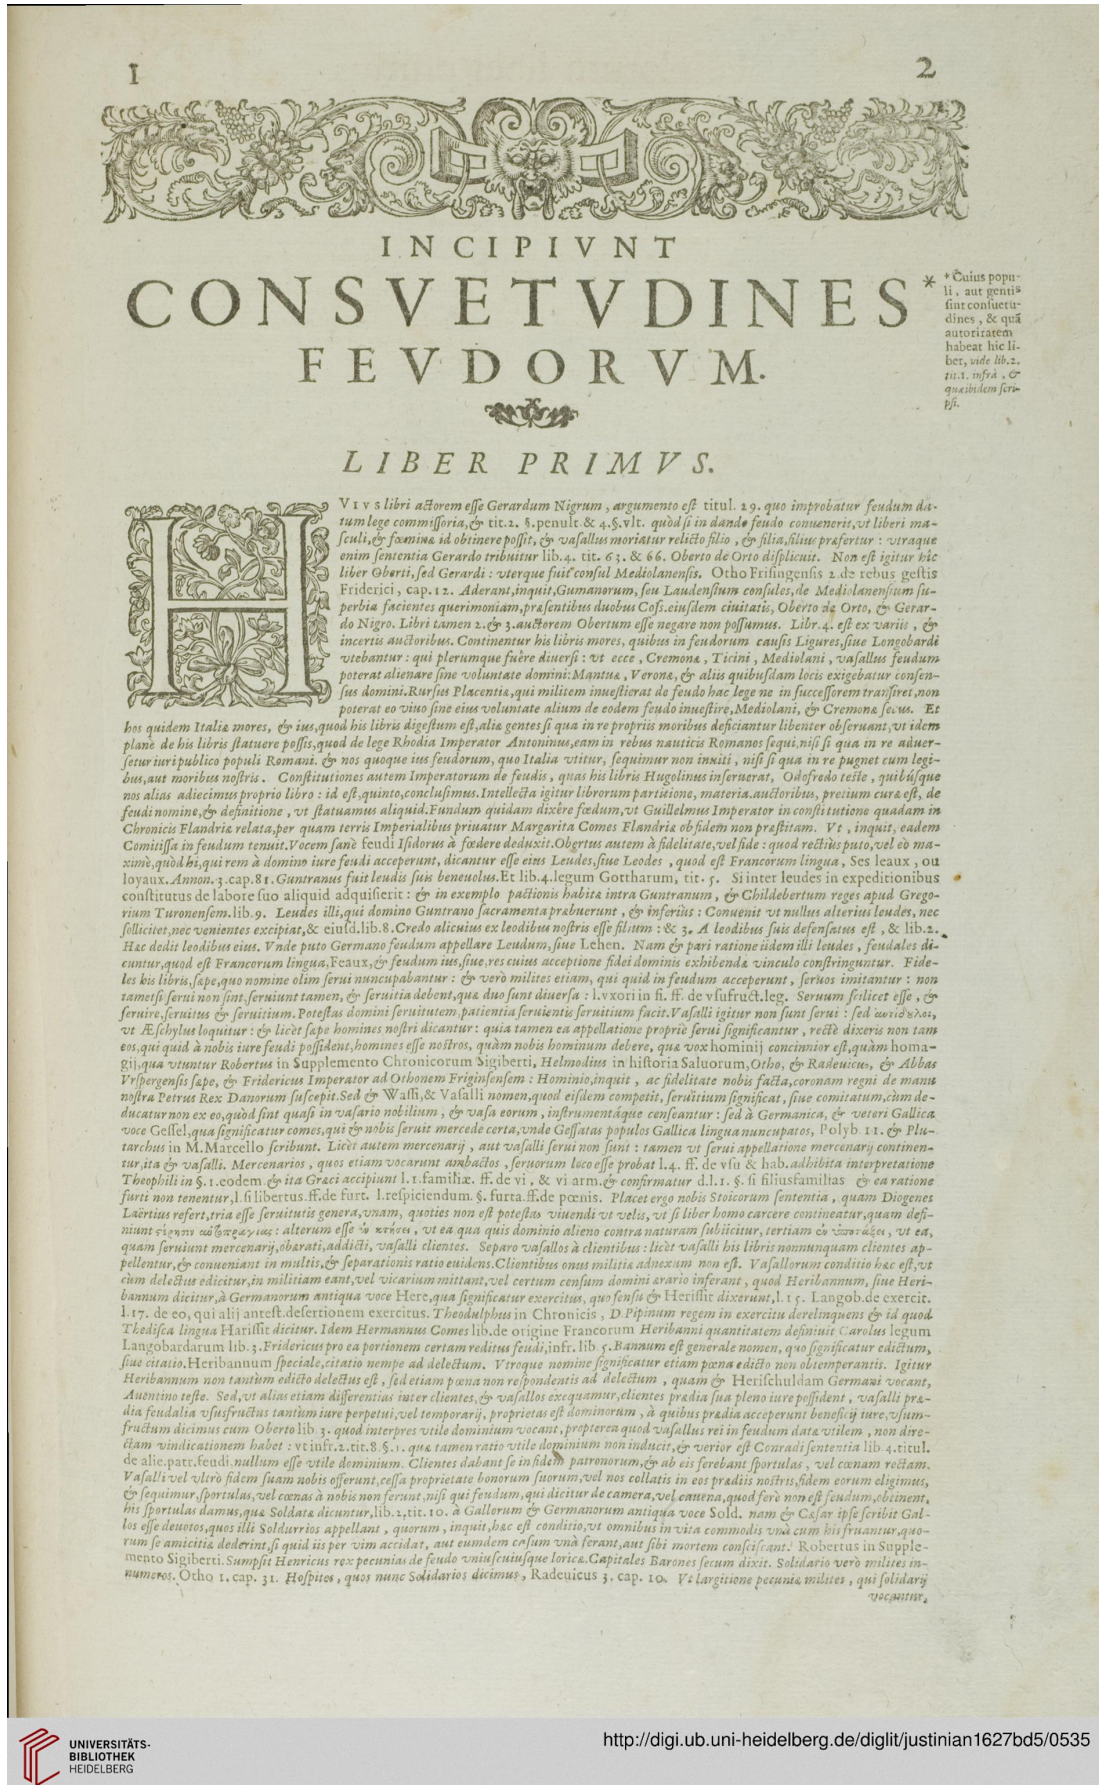 1
2
INCIPIVNT
CONSVETVDINES *
FEVDORVM.
* Cuius popu-
li, aut gentis
sint consuetu-
dines, & quã
autoritatem
habeat hic li-
ber, vide lib.2.
tit.1. infrà, &
quæ ibidem scri-
psi.
LIBER PRIMVS.
HVIVS libri actorem esse Gerardum Nigrum, argumento est titul. 29. quo improbatur feudum da-
tum lege commissoria, & tit.2. §.penult. & 4.§.vlt. quòd si in dando feudo conuenerit, vt liberi ma-
sculi, & fœminæ id obtinere possit, & vasallus moriatur relicto filio, & filia, filius præfertur: vtraque
enim sententia Gerardo tribuitur lib.4. tit. 63. & 66. Oberto de Orto displicuit. Non est igitur hic
liber Oberti, sed Gerardi: vterque fuit consul Mediolanensis. Otho Frisingensis 2.de rebus gestis
Friderici, cap.12. Aderant, inquit, Gumanorum, seu Laudensium consules, de Mediolanensium su-
perbia facientes querimoniam, præsentibus duobus Coss. eiusdem ciuitatis, Oberto de Orto, & Gerar-
do Nigro. Libri tamen 2.& 3. auctorem Obertum esse negare non possumus. Libr.4. est ex variis, &
incertis auctoribus. Continentur his libris mores, quibus in feudorum causis Ligures, siue Longobardi
vtebantur: qui plerumque fuêre diuersi: vt ecce, Cremonæ, Ticini, Mediolani, vasallus feudum
poterat alienare sine voluntate domini: Mantuæ, Veronæ, & aliis quibusdam locis exigebatur consen-
sus domini. Rursus Placentiæ, qui militem inuestierat de feudo hac lege ne in successorem transiret, non
poterat eo viuo sine eius voluntate alium de eodem feudo inuestire, Mediolani, & Cremonæ secus. Et
hos quidem Italiæ mores, & ius, quod his libris digestum est, aliæ gentes si qua in re propriis moribus deficiantur libenter obseruant, vt idem
planè de his libris statuere possis, quod de lege Rhodia Imperator Antoninus, eam in rebus nauticis Romanos sequi, nisi si qua in re aduer-
setur iuri publico populi Romani. & nos quoque ius feudorum, quo Italia vtitur, sequimur non inuiti, nisi si qua in re pugnet cum legi-
bus, aut moribus nostris. Constitutiones autem Imperatorum de feudis, quas his libris Hugolinus inseruerat, Odofredo teste, quibúsque
nos alias adiecimus proprio libro: id est, quinto, conclusimus. Intellecta igitur librorum partitione, materia. auctoribus, pretium curæ est, de
feudi nomine, & definitione, vt statuamus aliquid. Fundum quidam dixêre fœdum, vt Guillelmus Imperator in constitutione quadam in
Chronicis Flandriæ relata, per quam terris Imperialibus priuatur Margarita Comes Flandriæ ob fidem non præstitam. Vt, inquit, eadem
Comitissa in feudum tenuit. Vocem sanè feudi Isidorus à fœdere deduxit. Obertus autem à fidelitate, vel fide: quod rectiùs puto, vel eò ma-
ximè, quòd hi, qui rem à domino iure feudi acceperunt, dicantur esse eius Leudes, siue Leodes, quod est Francorum lingua, Ses leaux, ou
loyaux. Annon. 3.cap.81. Guntranus fuit leudis suis beneuolus. Et lib.4.legum Gottharum, tit. 5. Si inter leudes in expeditionibus
constitutus de labore suo aliquid adquisierit: & in exemplo pactionis habitæ intra Guntranum, & Childebertum reges apud Grego-
rium Turonensem. lib.9. Leudes illi, qui domino Guntrano sacramenta præbuerunt, & inferiùs: Conuenit vt nullus alterius leudes, nec
sollicitet, nec venientes excipiat, & eiusd.lib.8. Credo alicuius ex leodibus nostris esse filium: & 3. A leodibus suis defensatus est, & lib.2.
Hæc dedit leodibus eius. Vnde puto Germano feudum appellare Leudum, siue Lehen. Nam & pari ratione iidem illi leudes, feudales di-
cuntur, quod est Francorum lingua, Feaux, & feudum ius, siue, res cuius acceptione fidei dominis exhibendæ vinculo constringuntur. Fide-
les his libris, sæpe, quo nomine olim serui nuncupabantur: & verò milites etiam, qui quid in feudum acceperunt, seruos imitantur: non
tametsi serui non sint, seruiunt tamen, & seruitia debent, quæ duo sunt diuersa: l.vxori in fi. ff. de vsufruct.leg. Seruum scilicet esse, &
seruire, seruitus & seruitium. Potestas domini seruitutem, patientia seruientis seruitium facit. Vasalli igitur non sunt serui: sed
vt Æschylus loquitur: & licèt sæpe homines nostri dicantur: quia tamen ea appellatione propriè serui significantur, rectè dixeris non tam
eos, qui quid à nobis iure feudi possident, homines esse nostros, quàm nobis hominum debere, quæ vox hominij concinnior est, quàm homa-
gij, qua vtuntur Robertus in Supplemento Chronicorum Sigiberti, Helmodius in historia Saluorum, Otho, & Radeuicus, & Abbas
Vrspergensis sæpe, & Fridericus Imperator ad Othonem Friginsensem: Hominio, inquit, ac fidelitate nobis facta, coronam regni de manu
nostra Petrus Rex Danorum suscepit. Sed & Wassi, & Vasalli nomen, quod eisdem competit, seruitium significat, siue comitatum, cùm de-
ducatur non ex eo, quòd sint quasi in vasario nobilium, & vasa eorum, instrumentáque censeantur: sed à Germanica, & veteri Gallica
voce Gessel, qua significatur comes, qui & nobis seruit mercede certa, vnde Gessatas populos Gallica lingua nuncupatos, Polyb. 11. & Plu-
tarchus in M.Marcello scribunt. Licèt autem mercenarij, aut vasalli serui non sunt: tamen vt serui appellatione mercenarij continen-
tur, ita & vasalli. Mercenarios, quos etiam vocarunt ambactos, seruorum loco esse probat l.4. ff. de vsu & hab. adhibita interpretatione
Theophili in §.1.eodem. & ita Græci accipiunt l.1.familiæ. ff. de vi, & vi arm. & confirmatur d.l.1. §. si filiusfamilias & ea ratione
furti non tenentur, l.si libertus.ff.de furt. l.respiciendum. §. furta.ff.de pœnis. Placet ergo nobis Stoicorum sententia, quam Diogenes
Laërtius refert, tria esse seruitutis genera, vnam, quoties non est potestas viuendi vt velis, vt si liber homo carcere contineatur, quam defi-
niunt στέρησιν αὐτοπραγίας: alterum esse ἐν κτήσει, vt ea qua quis dominio alieno contra naturam subiicitur, tertiam ἐν ὑποτάξει, vt ea,
quam seruiunt mercenarij, obærati, addicti, vasalli clientes. Separo vasallos à clientibus: licèt vasalli his libris nonnunquam clientes ap-
pellentur, & conueniant in multis, & separationis ratio euidens. Clientibus onus militiæ adnexum non est. Vasallorum conditio hæc est, vt
cùm delectus edicitur, in militiam eant, vel vicarium mittant, vel certum censum domini ærario inferant, quod Heribannum, siue Heri-
bannum dicitur, à Germanorum antiqua voce Here, qua significatur exercitus, quo sensu & Herissit dixerunt, l.15. Langob.de exercit.
l.17. de eo, qui alij antest.desertionem exercitus. Theodulphus in Chronicis, D.Pipinum regem in exercitu derelinquens & id quod
Thedisca lingua Harissit dicitur. Idem Hermannus Comes lib.de origine Francorum Heribanni quantitatem definiuit Carolus legum
Langobardarum lib.3. Fridericus pro ea portionem certam reditus feudi, infr. lib.5. Bannum est generale nomen, quo significatur edictum,
siue citatio. Heribannum speciale, citatio nempe ad delectum. Vtroque nomine significatur etiam pœna edicto non obtemperantis. Igitur
Heribannum non tantùm edicto delectus est, sed etiam pœna non respondentis ad delectum, quam & Herischuldam Germani vocant,
Auentino teste. Sed, vt alias etiam differentias inter clientes, & vasallos exequamur, clientes prædia sua pleno iure possident, vasalli præ-
dia feudalia vsusfructus tantùm iure perpetui, vel temporarij, proprietas est dominorum, à quibus prædia acceperunt beneficij iure, vsum-
fructum dicimus cum Oberto lib.3. quod interpres vtile dominium vocant, propterea quod vasallus rei in feudum datæ vtilem, non dire-
ctam vindicationem habet: vt infr.2.tit.8.§.1. quæ tamen ratio vtile dominium non inducit, & verior est Conradi sententia lib.4.titul.
de alie.patr.feudi. nullum esse vtile dominium. Clientes dabant se in fidem patronorum, & ab eis ferebant sportulas, vel cœnam rectam.
Vasalli vel vltrò fidem suam nobis offerunt, cessa proprietate bonorum suorum, vel nos collatis in eos prædiis nostris, fidem eorum eligimus,
& sequimur, sportulas, vel cœnas à nobis non ferunt, nisi qui feudum, qui dicitur de camera, vel cauena, quod ferè non est feudum, obtinent,
his sportulas damus, quæ Soldatæ dicuntur, lib.2.tit.10. à Gallorum & Germanorum antiqua voce Sold. nam & Cæsar ipse scribit Gal-
los esse deuotos, quos illi Soldurrios appellant, quorum, inquit, hæc est conditio, vt omnibus in vita commodis vnà cum his fruantur, quo-
rum se amicitiæ dederint, si quid iis per vim accidat, aut eumdem casum vnà ferant, aut sibi mortem consciscant. Robertus in Supple-
mento Sigiberti. Sumpsit Henricus rex pecunias de feudo vniuscuiusque loricæ. Capitales Barones secum dixit. Solidario verò milites in-
numeros. Otho 1.cap. 31. Hospites, quos nunc Solidarios dicimus, Radeuicus 3. cap. 10. Vt largitione pecuniæ milites, qui solidarij
vocantur.
UNIVERSITÄTS-
BIBLIOTHEK
HEIDELBERG
http://digi.ub.uni-heidelberg.de/diglit/justinian1627bd5/0535